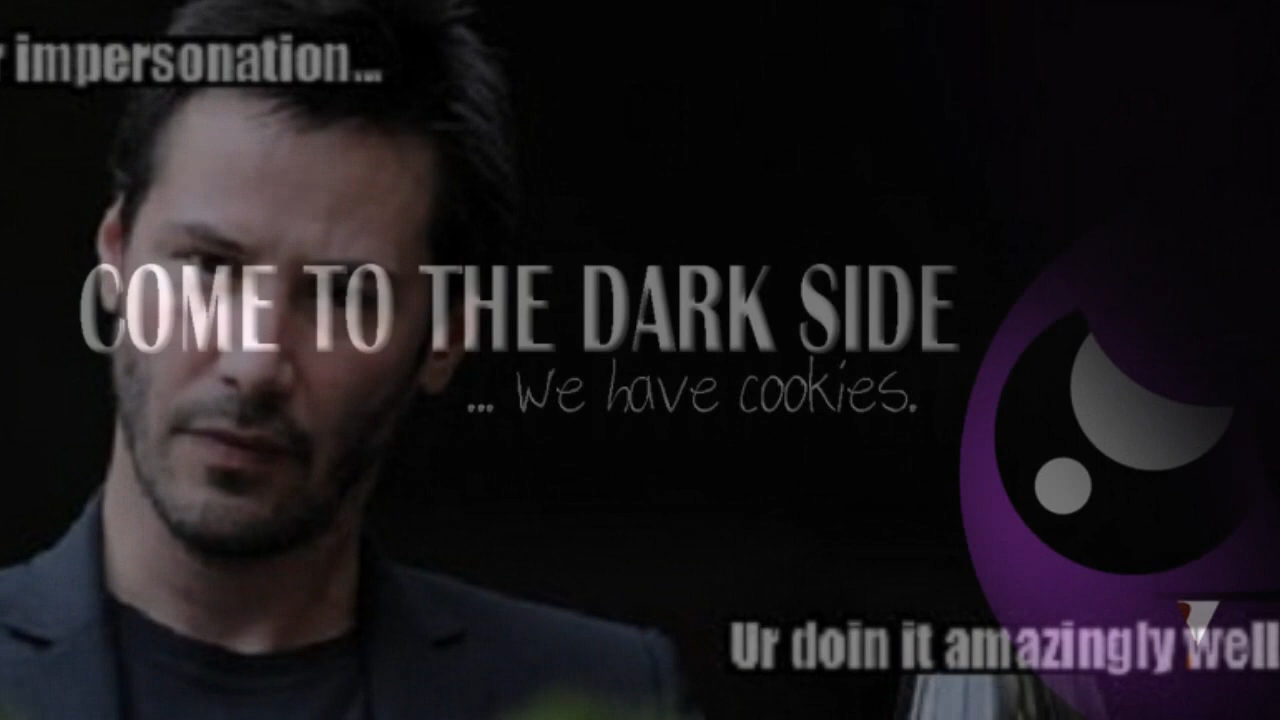 impersonation...
COME TO THE DARK SIDE
... We have cookies.
Ur doin it amazingly well